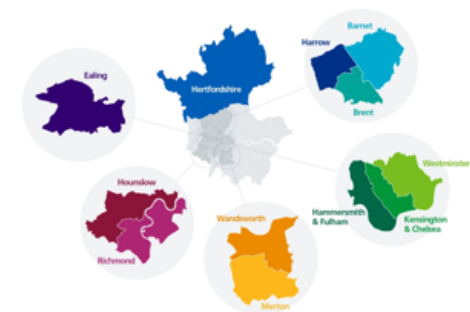 Barnet
Harrow
Brent
Ealing
Hertfordshire
Westminster
Hammersmith
& Fulham
Kensington
& Chelsea
Hounslow
Richmond
Wandsworth
Merton